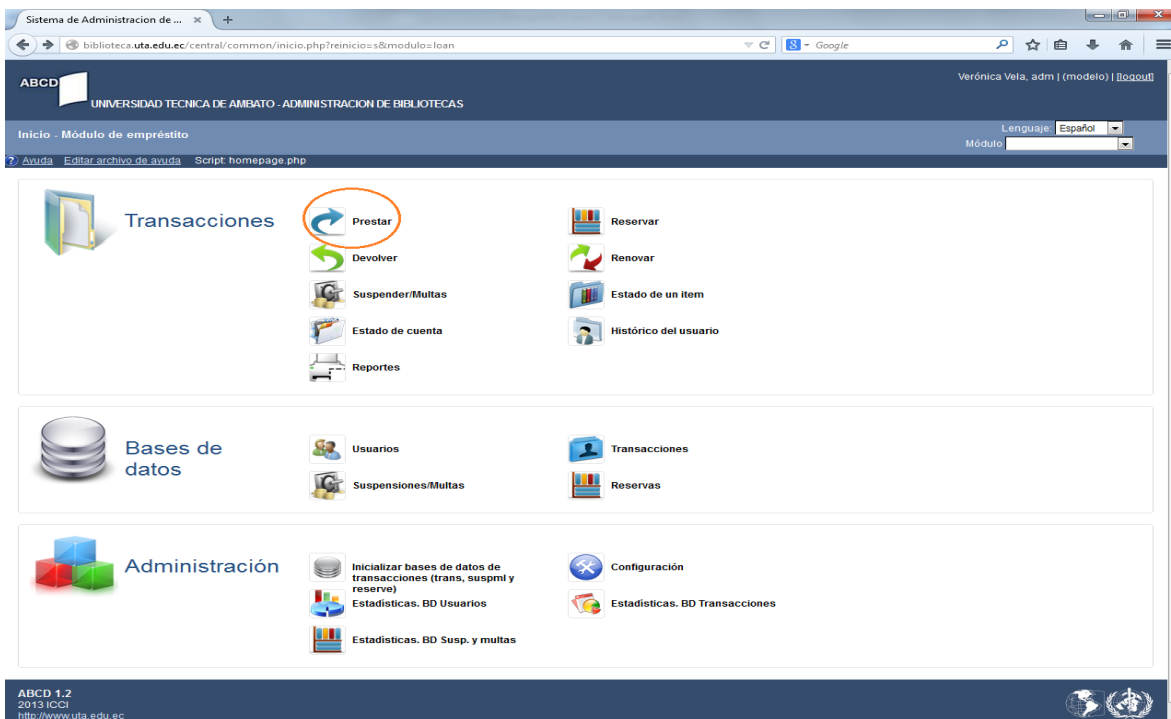 Sistema de Administracion de ...
biblioteca.uta.edu.ec/central/common/inicio.php?reinicio=s&modulo=loan
8 - Google
ABCD
UNIVERSIDAD TECNICA DE AMBATO - ADMINISTRACION DE BIBLIOTECAS
Verónica Vela, adm | (modelo) | [logout]
Inicio - Módulo de empréstito
Lenguaje Español
Módulo
? Ayuda Editar archivo de ayuda Script: homepage.php
Transacciones
Prestar
Reservar
Devolver
Renovar
Suspender/Multas
Estado de un item
Estado de cuenta
Histórico del usuario
Reportes
Bases de
datos
Usuarios
Transacciones
Suspensiones/Multas
Reservas
Administración
Inicializar bases de datos de
transacciones (trans, suspml y
reserve)
Configuración
Estadísticas. BD Usuarios
Estadísticas. BD Transacciones
Estadísticas. BD Susp. y multas
ABCD 1.2
2013 ICCI
http://www.uta.edu.ec